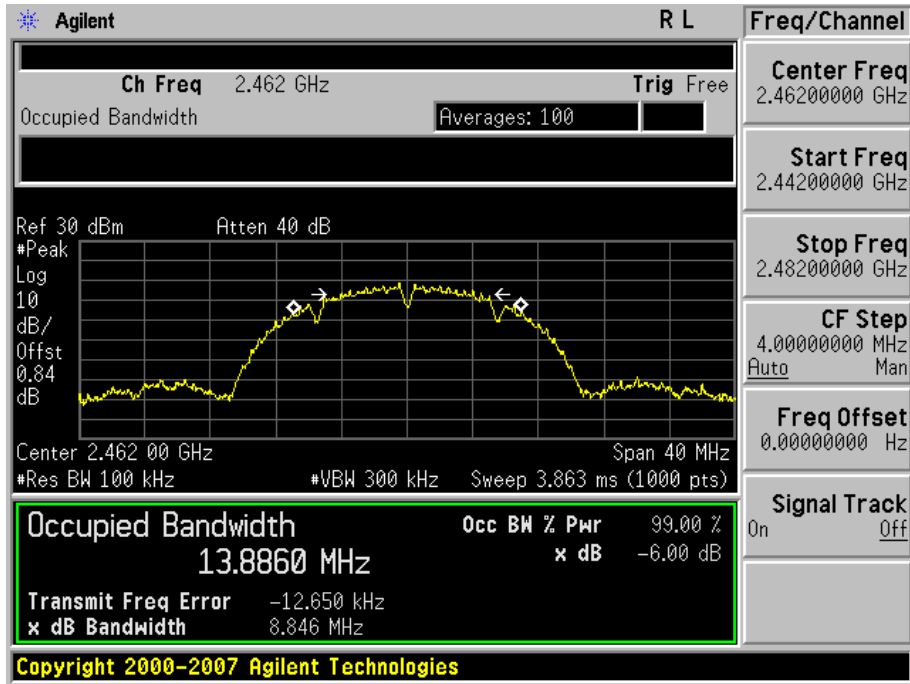 Agilent R L
Freq/Channel
Ch Freq 2.462 GHz Trig Free
Occupied Bandwidth Averages: 100
Ref 30 dBm Atten 40 dB
#Peak
Log
10
dB/
Offst
0.84
dB
Center 2.462 00 GHz Span 40 MHz
#Res BW 100 kHz #VBW 300 kHz Sweep 3.863 ms (1000 pts)
Occupied Bandwidth Occ BW % Pwr 99.00 %
13.8860 MHz x dB -6.00 dB
Transmit Freq Error -12.650 kHz
x dB Bandwidth 8.846 MHz
Copyright 2000-2007 Agilent Technologies
Center Freq
2.46200000 GHz
Start Freq
2.44200000 GHz
Stop Freq
2.48200000 GHz
CF Step
4.00000000 MHz
Auto Man
Freq Offset
0.00000000 Hz
Signal Track
On Off